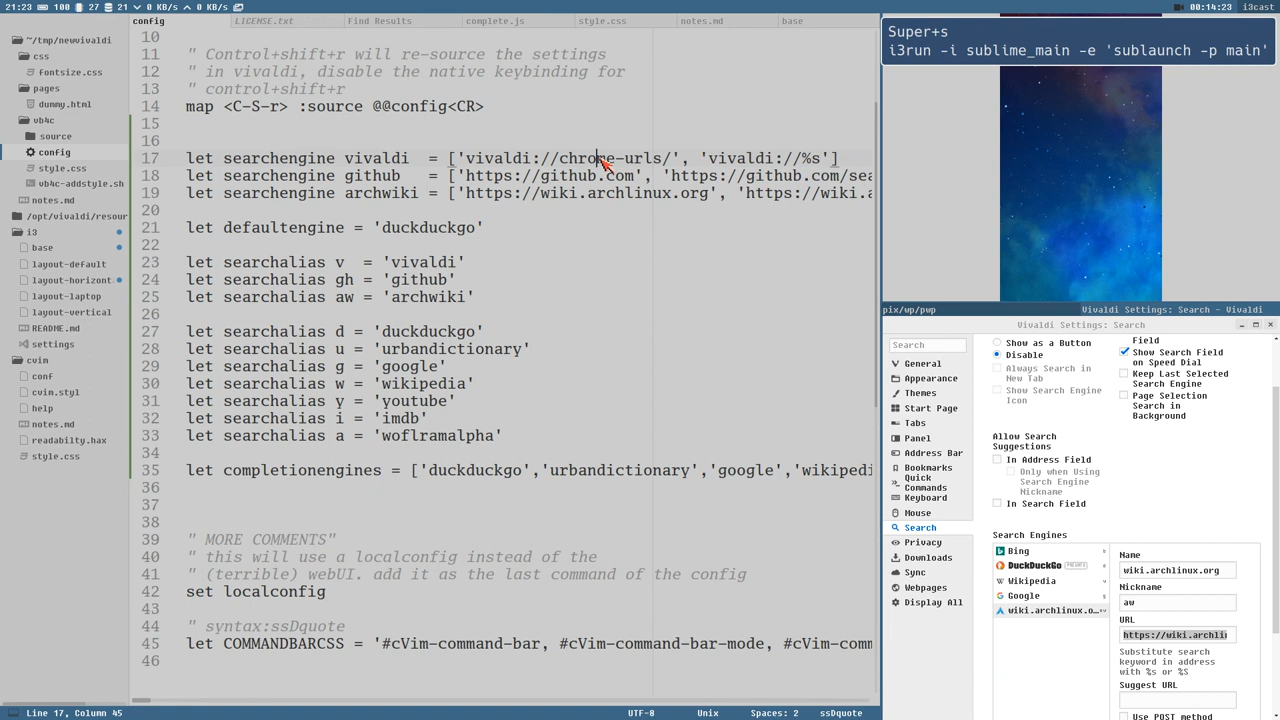 21:23 27 21 0 KB/s 0 KB/s
00:14:23 i3cast
config LICENSE.txt Find Results complete.js style.css notes.md base
Super+s
i3run -i sublime_main -e 'sublaunch -p main'
~/tmp/newvivaldi
css
fontsize.css
pages
dummy.html
vb4c
source
config
style.css
vb4c-addstyle.sh
notes.md
/opt/vivaldi/resour
i3
base
layout-default
layout-horizont
layout-laptop
layout-vertical
README.md
settings
cvim
conf
cvim.styl
help
notes.md
readabilty.hax
style.css
10
11 " Control+shift+r will re-source the settings
12 " in vivaldi, disable the native keybinding for
13 " control+shift+r
14 map <C-S-r> :source @@config<CR>
15
16
17 let searchengine vivaldi = ['vivaldi://chrome-urls/', 'vivaldi://%s']
18 let searchengine github = ['https://github.com', 'https://github.com/sea
19 let searchengine archwiki = ['https://wiki.archlinux.org', 'https://wiki.a
20
21 let defaultengine = 'duckduckgo'
22
23 let searchalias v = 'vivaldi'
24 let searchalias gh = 'github'
25 let searchalias aw = 'archwiki'
26
27 let searchalias d = 'duckduckgo'
28 let searchalias u = 'urbandictionary'
29 let searchalias g = 'google'
30 let searchalias w = 'wikipedia'
31 let searchalias y = 'youtube'
32 let searchalias i = 'imdb'
33 let searchalias a = 'woflramalpha'
34
35 let completionengines = ['duckduckgo','urbandictionary','google','wikipedi
36
37
38
39 " MORE COMMENTS"
40 " this will use a localconfig instead of the
41 " (terrible) webUI. add it as the last command of the config
42 set localconfig
43
44 " syntax:ssDquote
45 let COMMANDBARCSS = '#cVim-command-bar, #cVim-command-bar-mode, #cVim-comm
46
Line 17, Column 45 UTF-8 Unix Spaces: 2 ssDquote
pix/wp/pwp Vivaldi Settings: Search - Vivaldi
Vivaldi Settings: Search
Search
General
Appearance
Themes
Start Page
Tabs
Panel
Address Bar
Bookmarks
Quick
Commands
Keyboard
Mouse
Search
Privacy
Downloads
Sync
Webpages
Display All
Show as a Button
Disable
Always Search in
New Tab
Show Search Engine
Icon
Field
Show Search Field
on Speed Dial
Keep Last Selected
Search Engine
Page Selection
Search in
Background
Allow Search
Suggestions
In Address Field
Only when Using
Search Engine
Nickname
In Search Field
Search Engines
Bing
DuckDuckGo
Wikipedia
Google
wiki.archlinux.o...
Name
wiki.archlinux.org
Nickname
aw
URL
https://wiki.archli
Substitute search
keyword in address
with %s or %S
Suggest URL
Use POST method